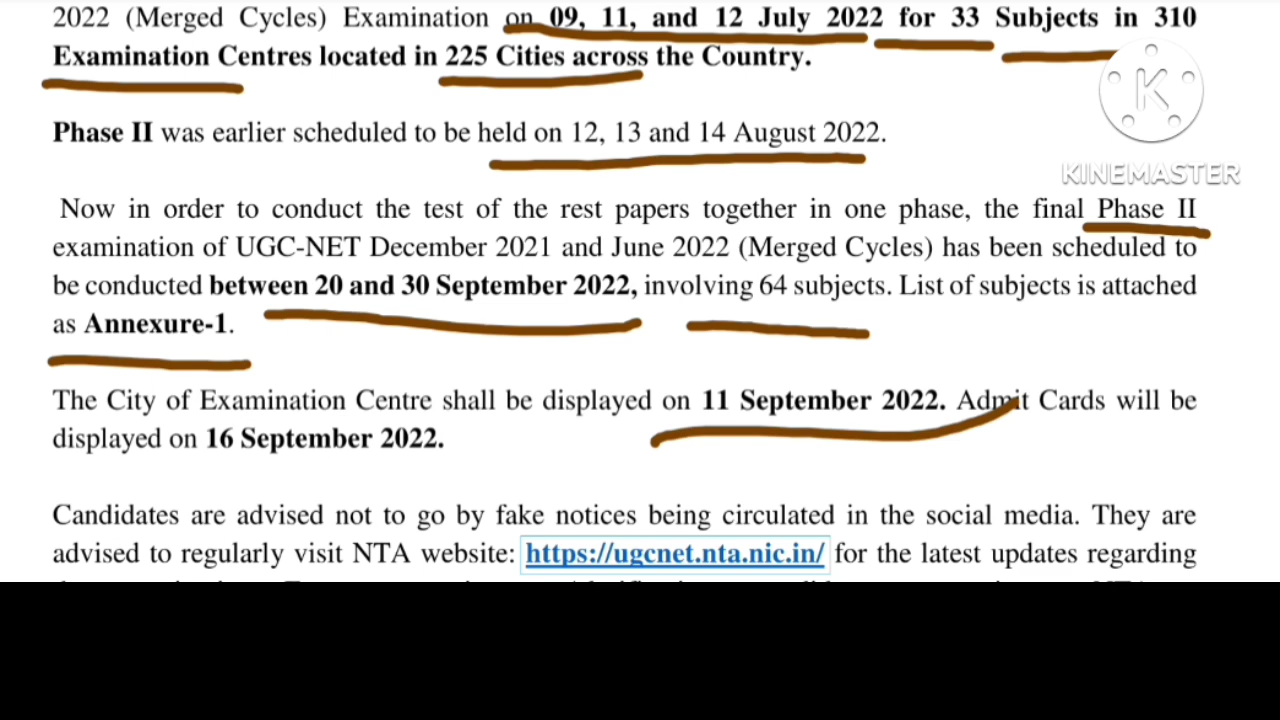 2022 (Merged Cycles) Examination on 09, 11, and 12 July 2022 for 33 Subjects in 310
Examination Centres located in 225 Cities across the Country.
K
Phase II was earlier scheduled to be held on 12, 13 and 14 August 2022.
KINEMASTER
Now in order to conduct the test of the rest papers together in one phase, the final Phase II
examination of UGC-NET December 2021 and June 2022 (Merged Cycles) has been scheduled to
be conducted between 20 and 30 September 2022, involving 64 subjects. List of subjects is attached
as Annexure-1.
The City of Examination Centre shall be displayed on 11 September 2022. Admit Cards will be
displayed on 16 September 2022.
Candidates are advised not to go by fake notices being circulated in the social media. They are
advised to regularly visit NTA website: https://ugcnet.nta.nic.in/ for the latest updates regarding